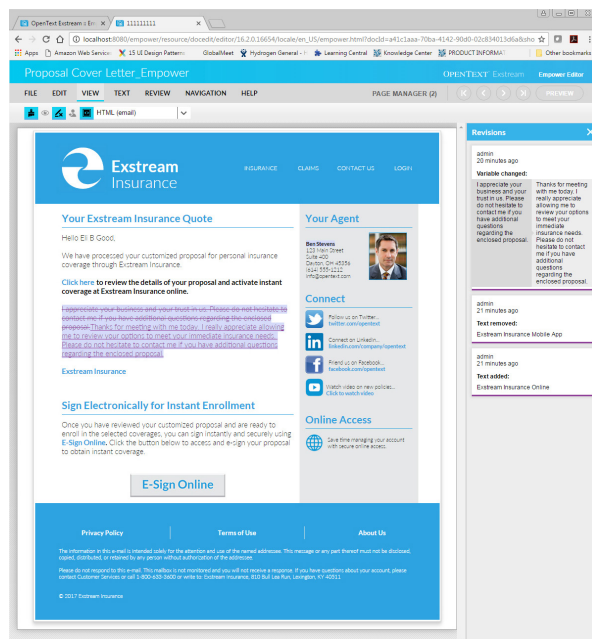 OpenText Exstream
111111111
localhost:8080/empower/resource/docedit/editor/16.2.0.16654/locale/en_US/empower.html?docId=a41c1aaa-70ba-4142-90d0-02c834013d6a8sho
Apps
Amazon Web Service
15 UI Design Patterns
GlobalMeet
Hydrogen General
Learning Central
Knowledge Center
PRODUCT INFORMAT
Other bookmarks
Proposal Cover Letter_Empower
OPENTEXT Exstream
Empower Editor
FILE EDIT VIEW TEXT REVIEW NAVIGATION HELP
PAGE MANAGER (2)
PREVIEW
HTML (email)
Exstream
Insurance
INSURANCE
CLAIMS
CONTACT US
LOGIN
Your Exstream Insurance Quote
Hello Eli B Good,
We have processed your customized proposal for personal insurance
coverage through Exstream Insurance.
Click here to review the details of your proposal and activate instant
coverage at Exstream Insurance online.
I appreciate your business and your trust in us. Please do not hesitate to
contact me if you have additional questions regarding the enclosed
proposal. Thanks for meeting with me today. I really appreciate allowing
me to review your options to meet your immediate insurance needs.
Please do not hesitate to contact me if you have additional questions
regarding the enclosed proposal.
Exstream Insurance
Sign Electronically for Instant Enrollment
Once you have reviewed your customized proposal and are ready to
enroll in the selected coverages, you can sign instantly and securely using
E-Sign Online. Click the button below to access and e-sign your proposal
to obtain instant coverage.
E-Sign Online
Your Agent
Ben Stevens
123 Main Street
Suite 400
Dayton, OH 45356
(614) 555-1212
info@opentext.com
Connect
Follow us on Twitter...
twitter.com/opentext
Connect on LinkedIn...
linkedin.com/company/opentext
Friend us on Facebook...
facebook.com/opentext
Watch video on new policies...
Click to watch video
Online Access
Save time managing your account
with secure online access.
Privacy Policy
Terms of Use
About Us
The information in this e-mail is intended solely for the attention and use of the named addressee. This message or any part thereof must not be disclosed,
copied, distributed, or retained by any person without authorization of the addressee.
Please do not respond to this e-mail. This mailbox is not monitored and you will not receive a response. If you have questions about your account, please
contact Customer Services or call 1-800-653-3600 or write to: Exstream Insurance, 810 Bull Lea Run, Lexington, KY 40511
© 2017 Exstream Insurance
Revisions
admin
20 minutes ago
Variable changed:
I appreciate your
business and your
trust in us. Please
do not hesitate to
contact me if you
have additional
questions
regarding the
enclosed proposal.
Thanks for meeting
with me today. I
really appreciate
allowing me to
review your options
to meet your
immediate
insurance needs.
Please do not
hesitate to contact
me if you have
additional
questions
regarding the
enclosed proposal.
admin
21 minutes ago
Text removed:
Exstream Insurance Mobile App
admin
21 minutes ago
Text added:
Exstream Insurance Online